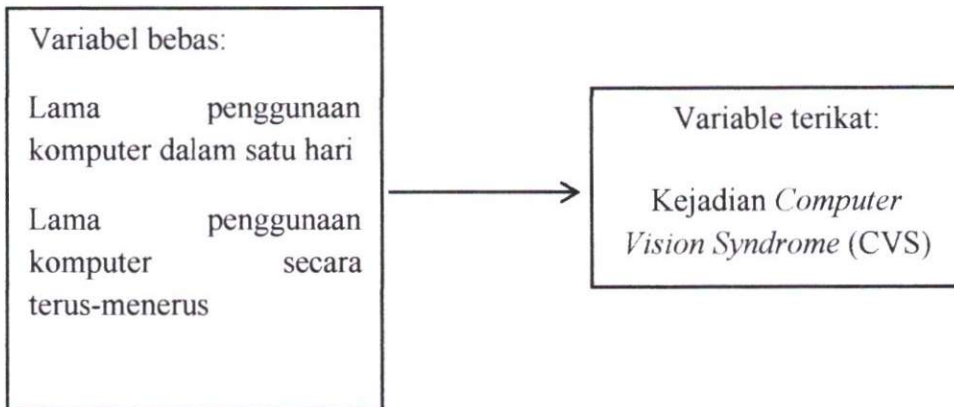 Variabel bebas:
Lama penggunaan
komputer dalam satu hari
Lama penggunaan
komputer secara
terus-menerus
Variable terikat:
Kejadian Computer
Vision Syndrome (CVS)